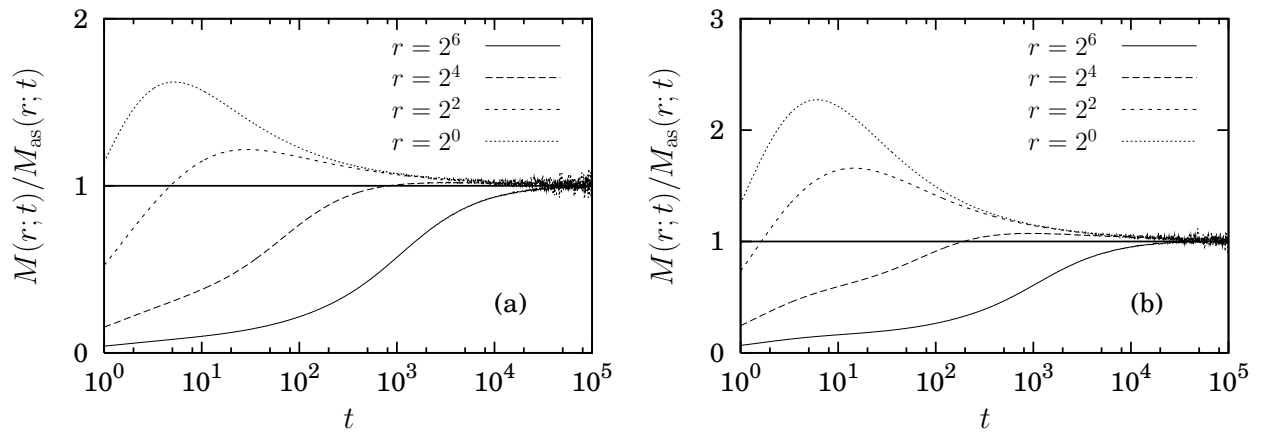 M(r; t)/M_as(r; t)
2
1
0
r = 2^6
r = 2^4
r = 2^2
r = 2^0
(a)
10^0 10^1 10^2 10^3 10^4 10^5
t
M(r; t)/M_as(r; t)
3
2
1
0
r = 2^6
r = 2^4
r = 2^2
r = 2^0
(b)
10^0 10^1 10^2 10^3 10^4 10^5
t